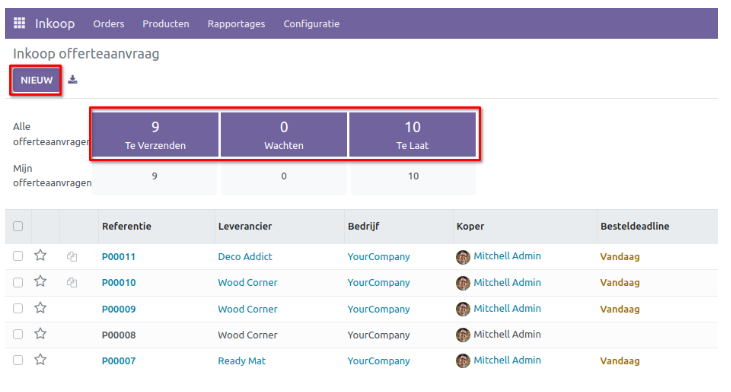 Inkoop Orders Producten Rapportages Configuratie
Inkoop offerteaanvraag
NIEUW
Alle offerteaanvragen
9 0 10
Te Verzenden Wachten Te Laat
Mijn offerteaanvragen
9 0 10
Referentie Leverancier Bedrijf Koper Besteldeadline
P00011 Deco Addict YourCompany Mitchell Admin Vandaag
P00010 Wood Corner YourCompany Mitchell Admin Vandaag
P00009 Wood Corner YourCompany Mitchell Admin Vandaag
P00008 Wood Corner YourCompany Mitchell Admin
P00007 Ready Mat YourCompany Mitchell Admin Vandaag